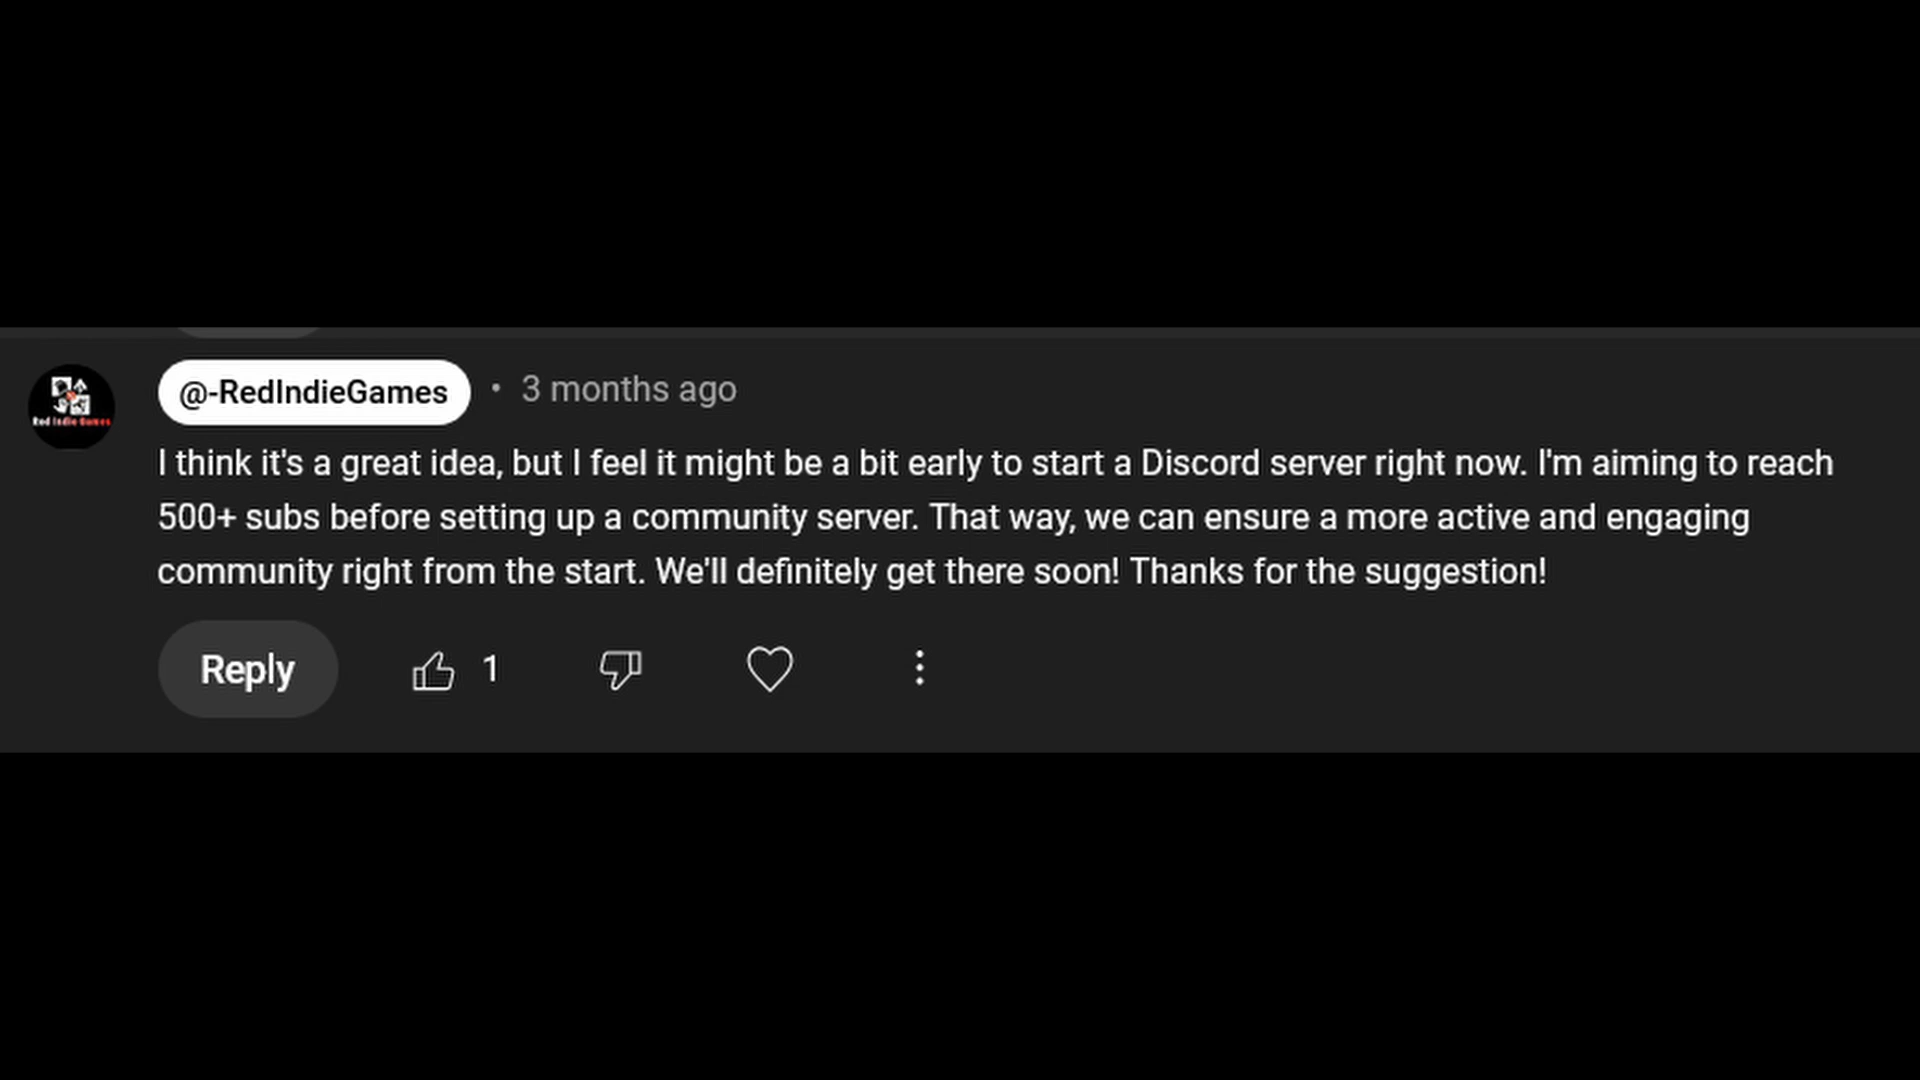 @-RedIndieGames • 3 months ago
Red Indie Games
I think it's a great idea, but I feel it might be a bit early to start a Discord server right now. I'm aiming to reach
500+ subs before setting up a community server. That way, we can ensure a more active and engaging
community right from the start. We'll definitely get there soon! Thanks for the suggestion!
Reply 1